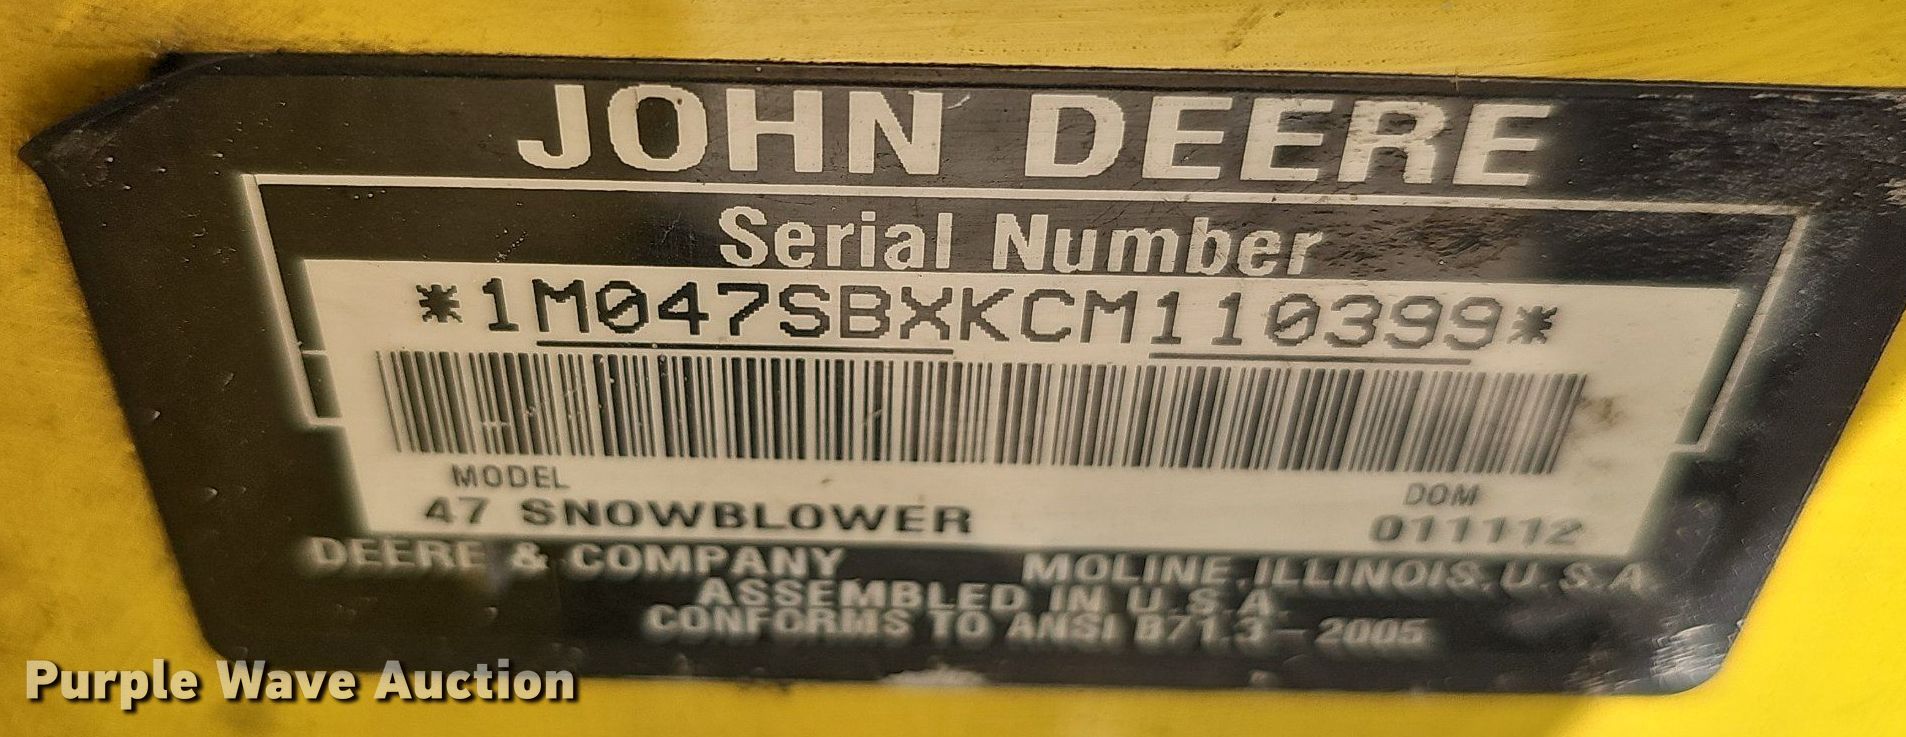 JOHN DEERE
Serial Number
*1M047SBXKCM110399*
MODEL
DOM
47 SNOWBLOWER
011112
DEERE & COMPANY MOLINE, ILLINOIS, U.S.A.
ASSEMBLED IN U.S.A.
CONFORMS TO ANSI B71.3-2005
Purple Wave Auction